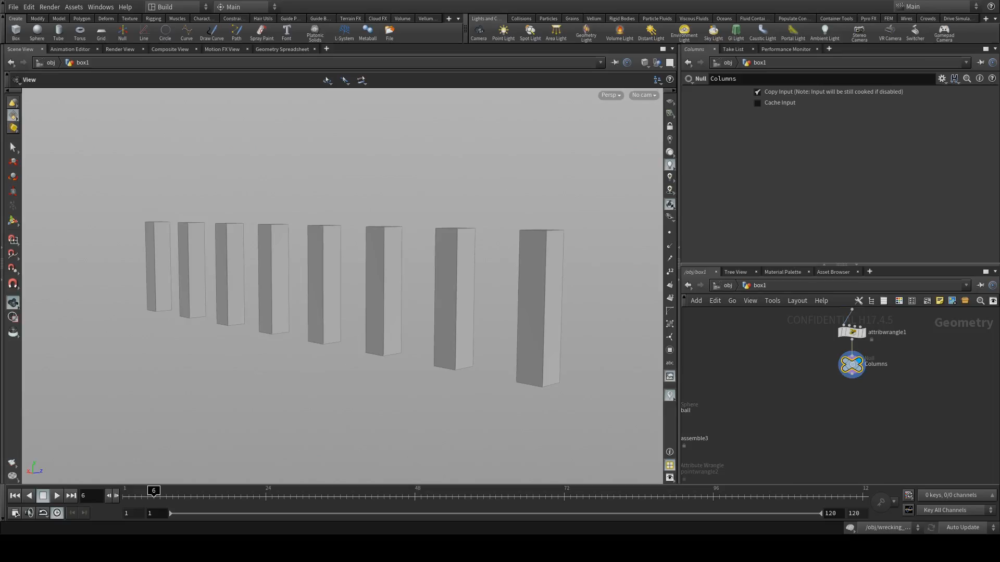 File Edit Render Assets Windows Help Build Main Main
Create Modify Model Polygon Deform Texture Rigging Muscles Charact... Constrai... Hair Utils Guide P... Guide B... Terrain FX Cloud FX Volume Vellum...
Lights and C... Collisions Particles Grains Vellum Rigid Bodies Particle Fluids Viscous Fluids Oceans Fluid Contai... Populate Con... Container Tools Pyro FX FEM Wires Crowds Drive Simula...
Box Sphere Tube Torus Grid Null Line Circle Curve Draw Curve Path Spray Paint Font Platonic Solids L-System Metaball File
Camera Point Light Spot Light Area Light Geometry Light Volume Light Distant Light Environment Light Sky Light GI Light Caustic Light Portal Light Ambient Light Stereo Camera VR Camera Switcher Gamepad Camera
Scene View Animation Editor Render View Composite View Motion FX View Geometry Spreadsheet
Columns Take List Performance Monitor
obj box1
obj box1
View
Null Columns
Persp No cam
Copy Input (Note: Input will be still cooked if disabled)
Cache Input
/obj/box1 Tree View Material Palette Asset Browser
obj box1
Add Edit Go View Tools Layout Help
CONFIDENTIAL H17.4.5
Geometry
attribwrangle1
Null
Columns
Sphere
ball
assemble3
Attribute Wrangle
pointwrangle2
12
12
abc
x z
6 1 6 24 48 72 96 12
0 keys, 0/0 channels
1 1 120 120
Key All Channels
/obj/wrecking_... Auto Update